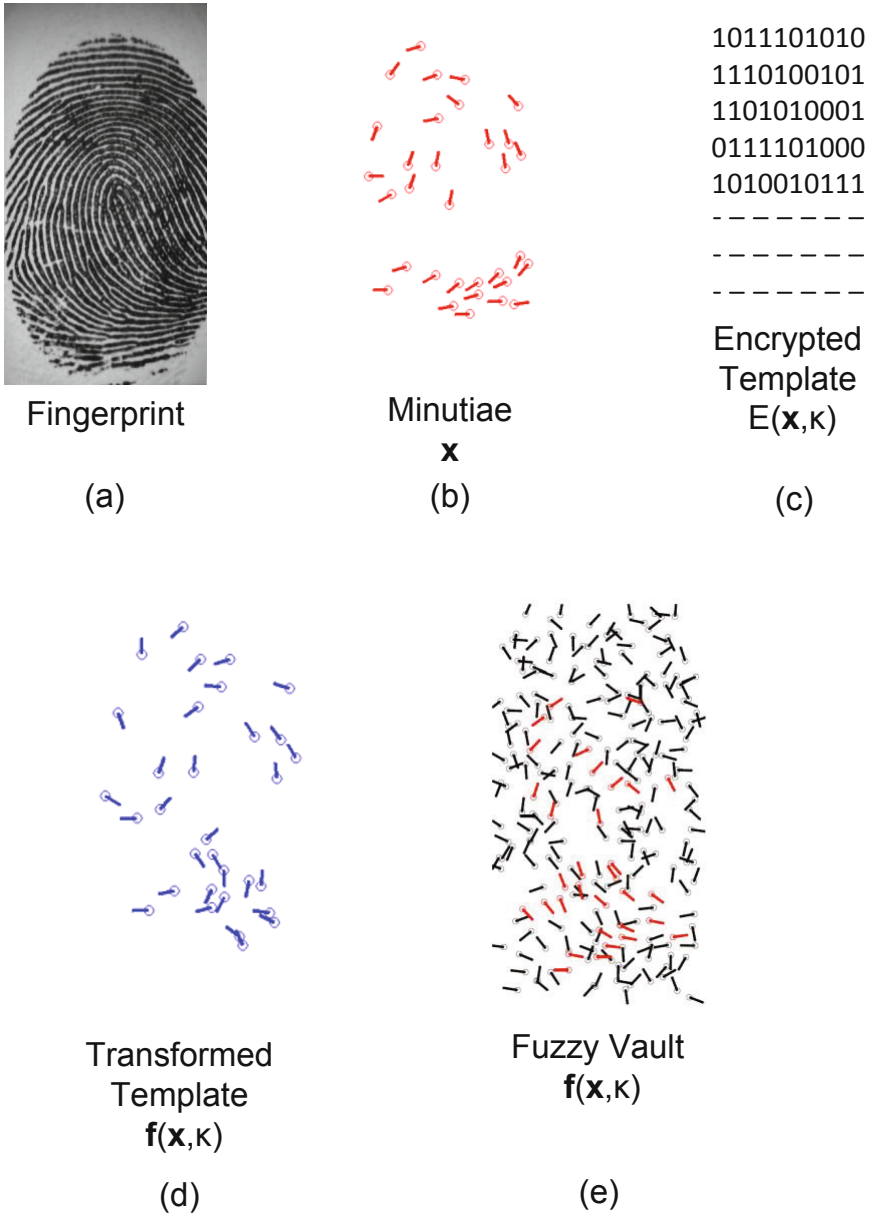 Fingerprint
(a)
Minutiae
x
(b)
1011101010
1110100101
1101010001
0111101000
1010010111
- - - - - - -
- - - - - - -
- - - - - - -
Encrypted
Template
E(x,κ)
(c)
Transformed
Template
f(x,κ)
(d)
Fuzzy Vault
f(x,κ)
(e)